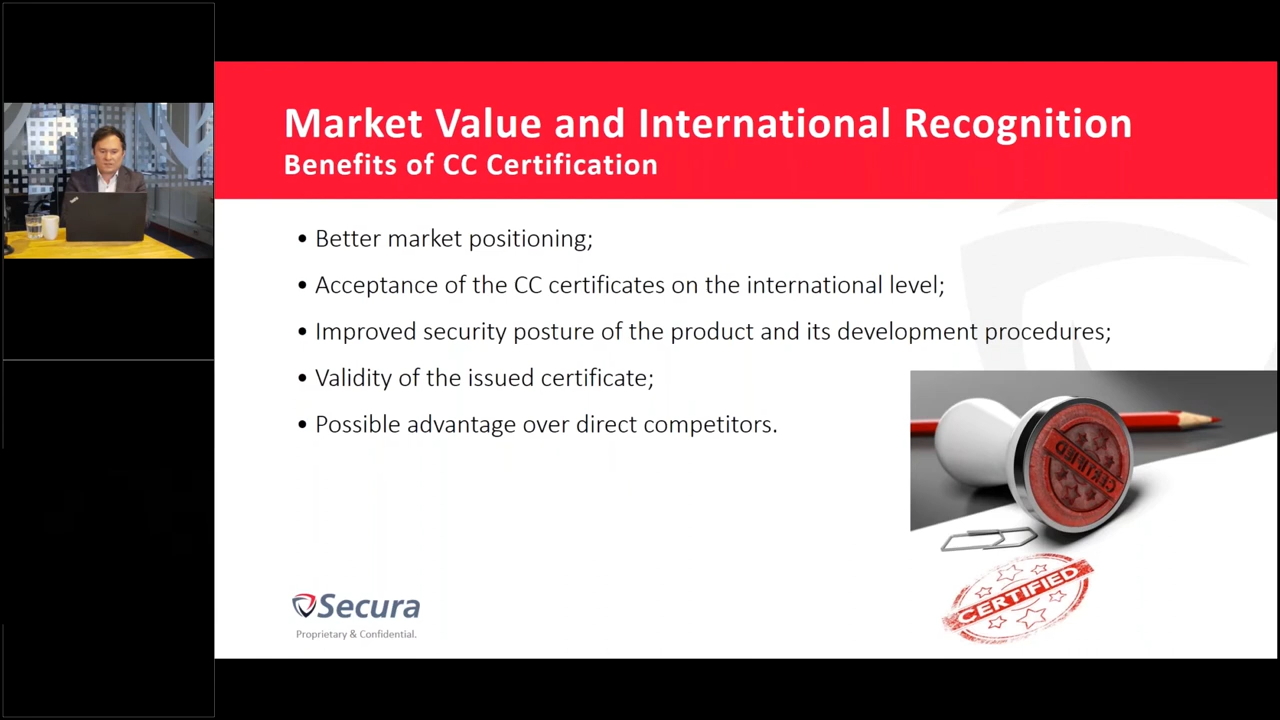 Market Value and International Recognition
Benefits of CC Certification
• Better market positioning;
• Acceptance of the CC certificates on the international level;
• Improved security posture of the product and its development procedures;
• Validity of the issued certificate;
• Possible advantage over direct competitors.
CERTIFIED
CERTIFIED
Secura
Proprietary & Confidential.